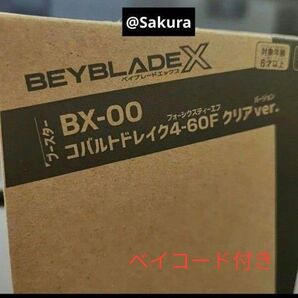 @Sakura
BEYBLADE X
ベイブレードエックス
対象年齢
6才以上
ブースター
BX-00
フォーシックスティーエフ バージョン
コバルトドレイク4-60F クリアver.
ベイコード付き